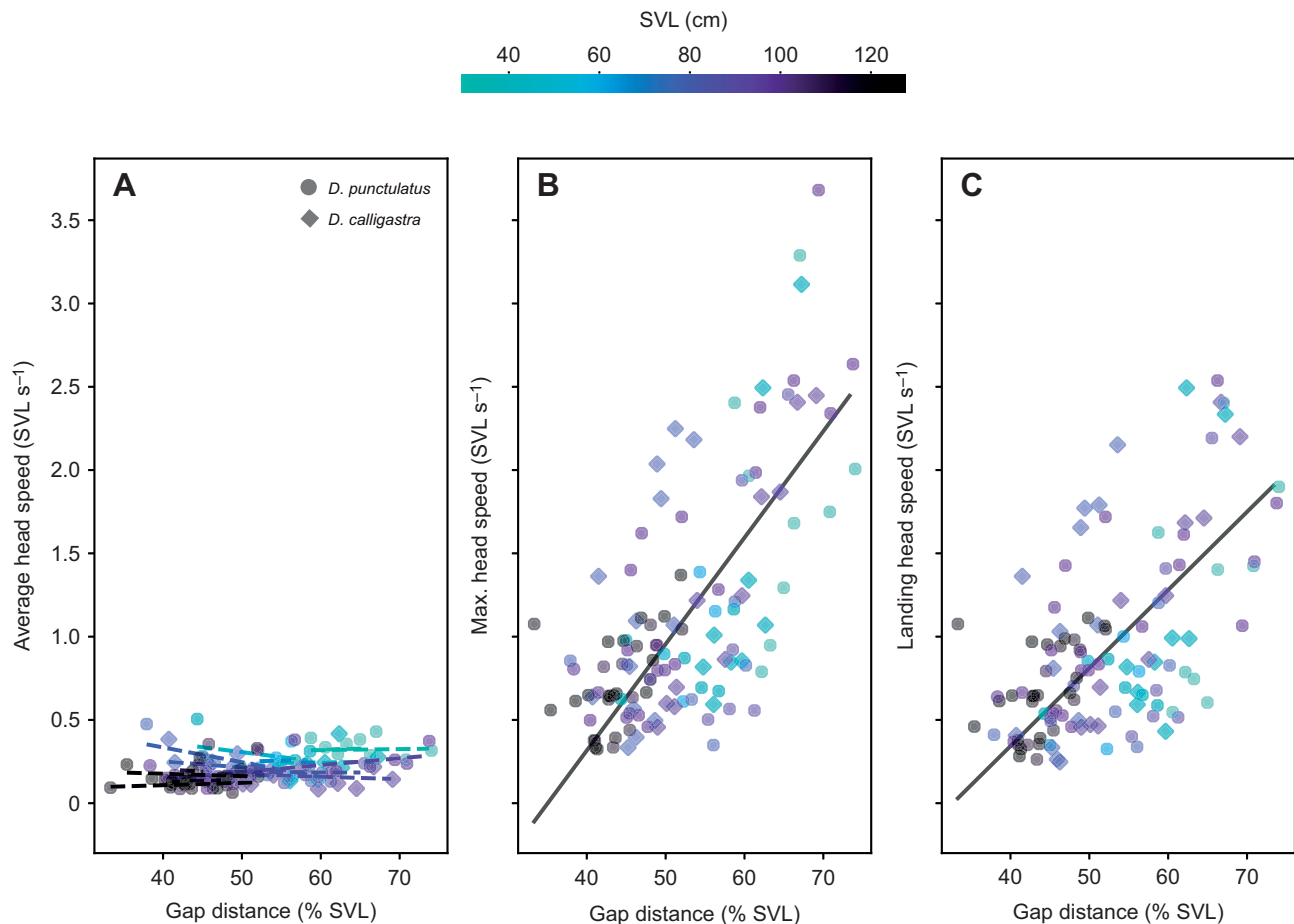 SVL (cm)
40 60 80 100 120
A
D. punctulatus
D. calligastra
3.5
3.0
2.5
2.0
1.5
1.0
0.5
0
Average head speed (SVL s⁻¹)
40 50 60 70
Gap distance (% SVL)
B
Max. head speed (SVL s⁻¹)
40 50 60 70
Gap distance (% SVL)
C
Landing head speed (SVL s⁻¹)
40 50 60 70
Gap distance (% SVL)